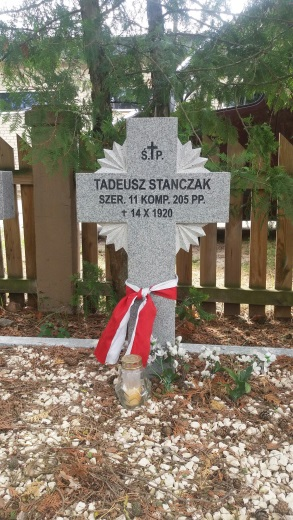 Ś.✝P.
TADEUSZ STANCZAK
SZER. 11 KOMP. 205 PP.
✝ 14 X 1920